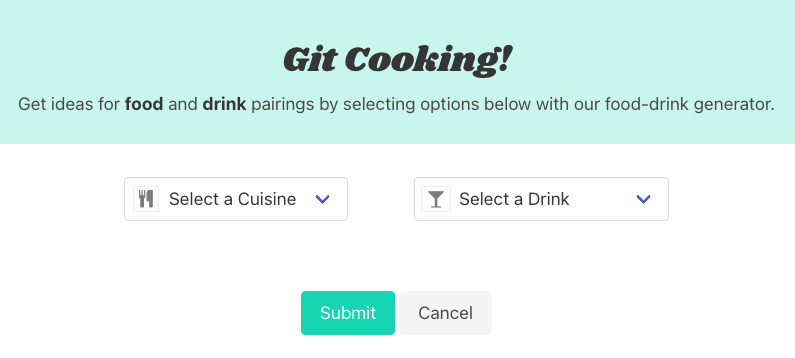 Git Cooking!
Get ideas for food and drink pairings by selecting options below with our food-drink generator.
Select a Cuisine
Select a Drink
Submit
Cancel